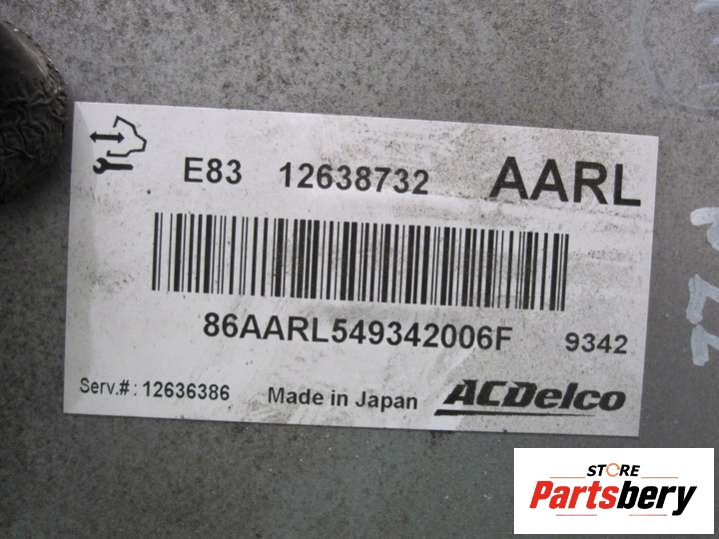 E83 12638732 AARL
86AARL549342006F 9342
Serv.#: 12636386 Made in Japan ACDelco
STORE
Partsbery